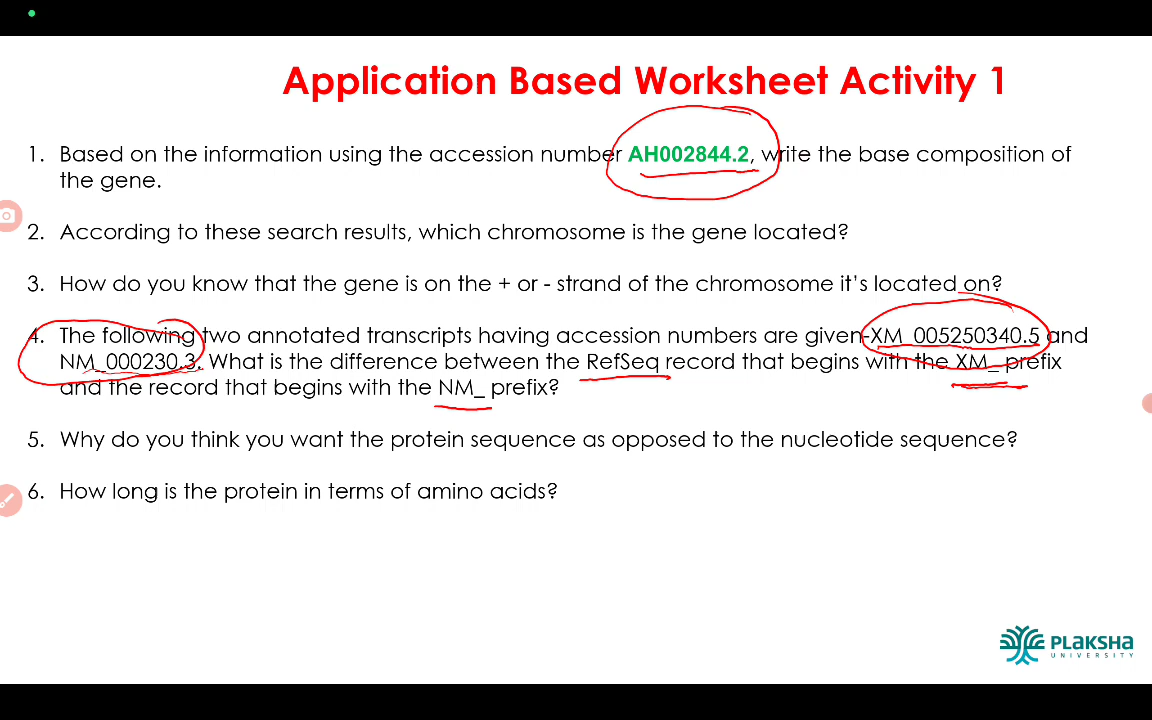 Application Based Worksheet Activity 1
1. Based on the information using the accession number AH002844.2, write the base composition of
the gene.
2. According to these search results, which chromosome is the gene located?
3. How do you know that the gene is on the + or - strand of the chromosome it's located on?
4. The following two annotated transcripts having accession numbers are given-XM_005250340.5 and
NM_000230.3. What is the difference between the RefSeq record that begins with the XM_ prefix
and the record that begins with the NM_ prefix?
5. Why do you think you want the protein sequence as opposed to the nucleotide sequence?
6. How long is the protein in terms of amino acids?
PLAKSHA
UNIVERSITY